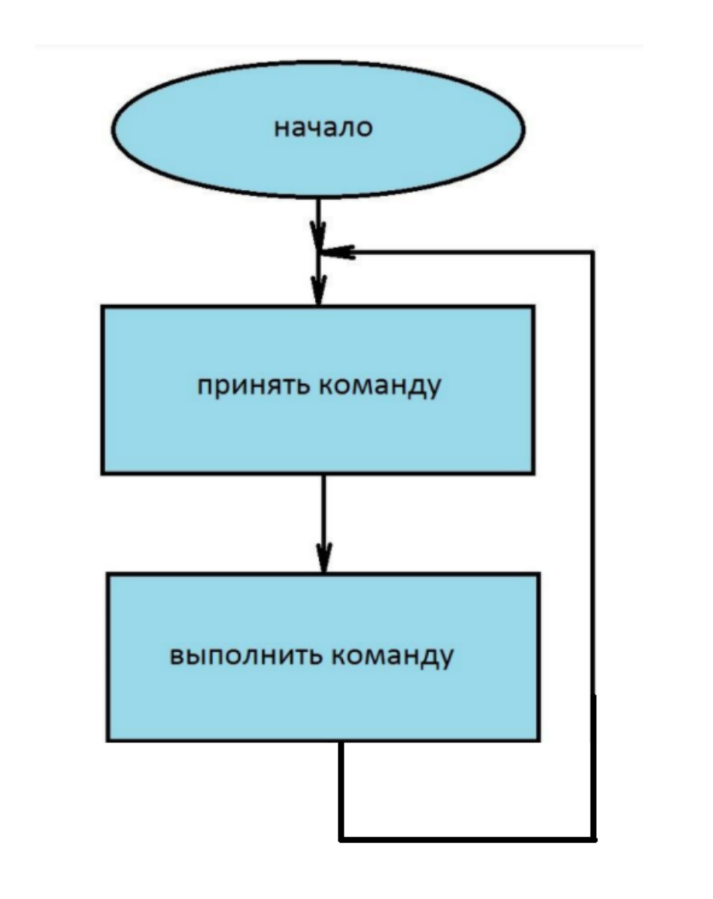 начало
принять команду
выполнить команду